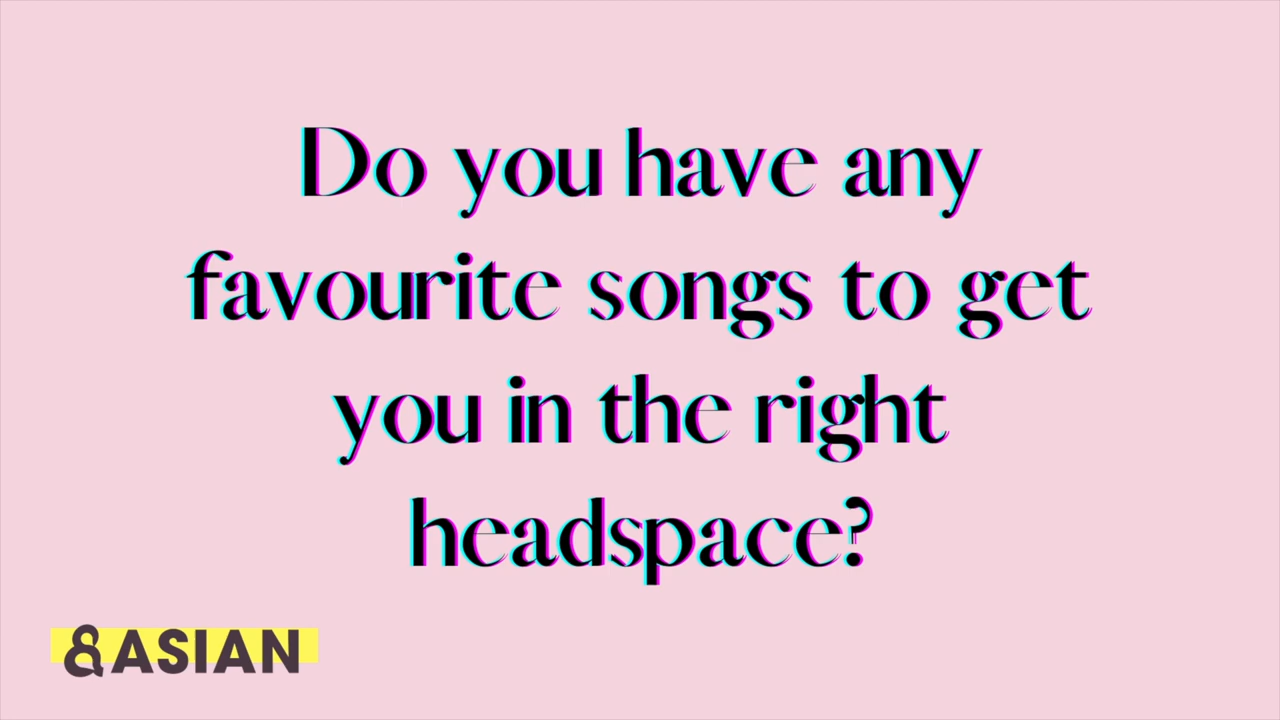 Do you have any
favourite songs to get
you in the right
headspace?
&ASIAN